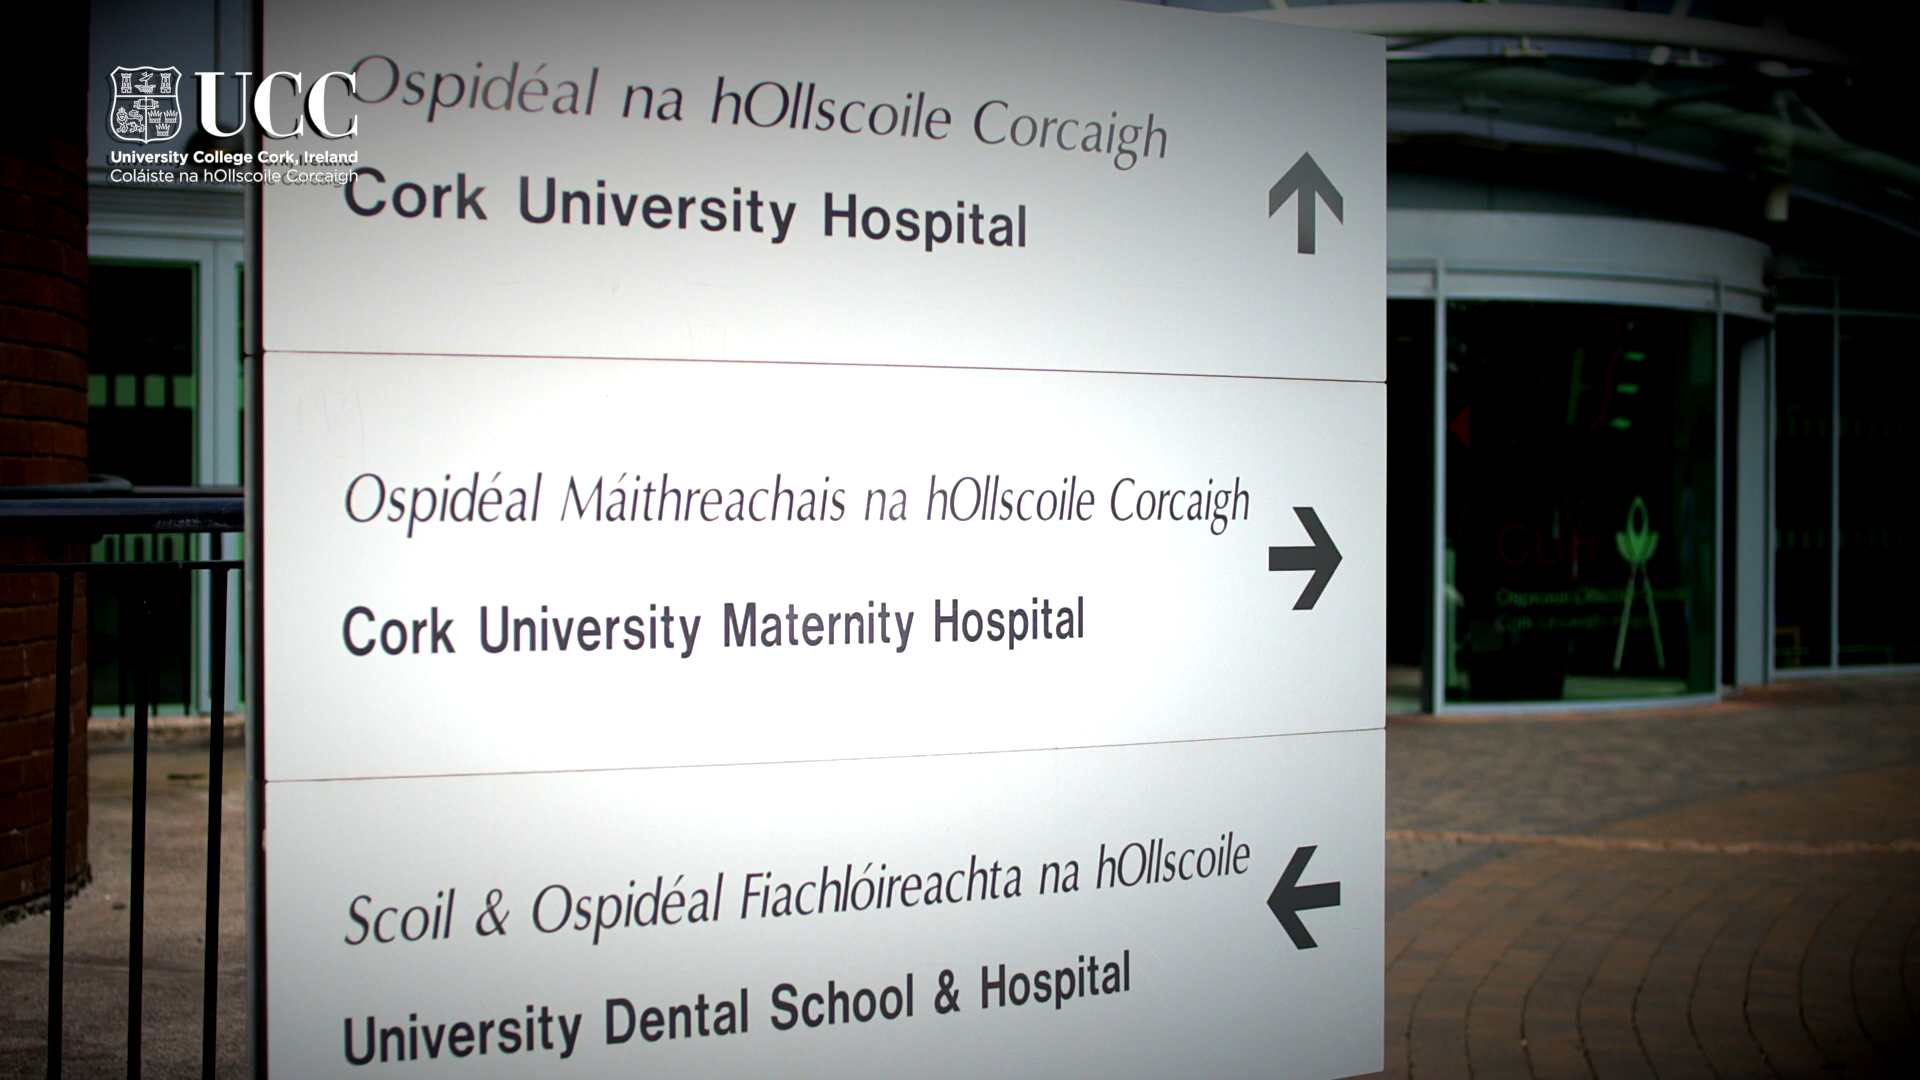 UCC
University College Cork, Ireland
Coláiste na hOllscoile Corcaigh
Ospidéal na hOllscoile Corcaigh
Cork University Hospital
Ospidéal Máithreachais na hOllscoile Corcaigh
Cork University Maternity Hospital
Scoil & Ospidéal Fiachlóireachta na hOllscoile
University Dental School & Hospital
CUH